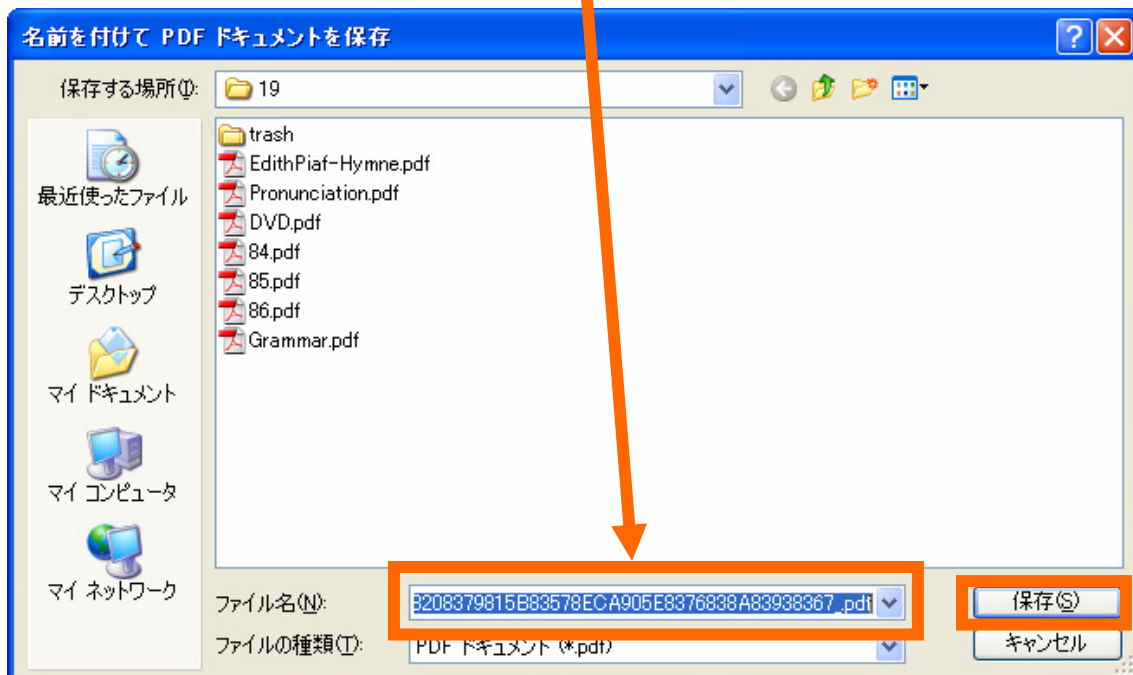 名前を付けて PDF ドキュメントを保存
保存する場所(I):
19
trash
EdithPiaf-Hymne.pdf
Pronunciation.pdf
DVD.pdf
84.pdf
85.pdf
86.pdf
Grammar.pdf
最近使ったファイル
デスクトップ
マイ ドキュメント
マイ コンピュータ
マイ ネットワーク
ファイル名(N):
8208379815B83578ECA905E8376838A83938367_.pdf
保存(S)
ファイルの種類(T):
PDF ドキュメント (*.pdf)
キャンセル